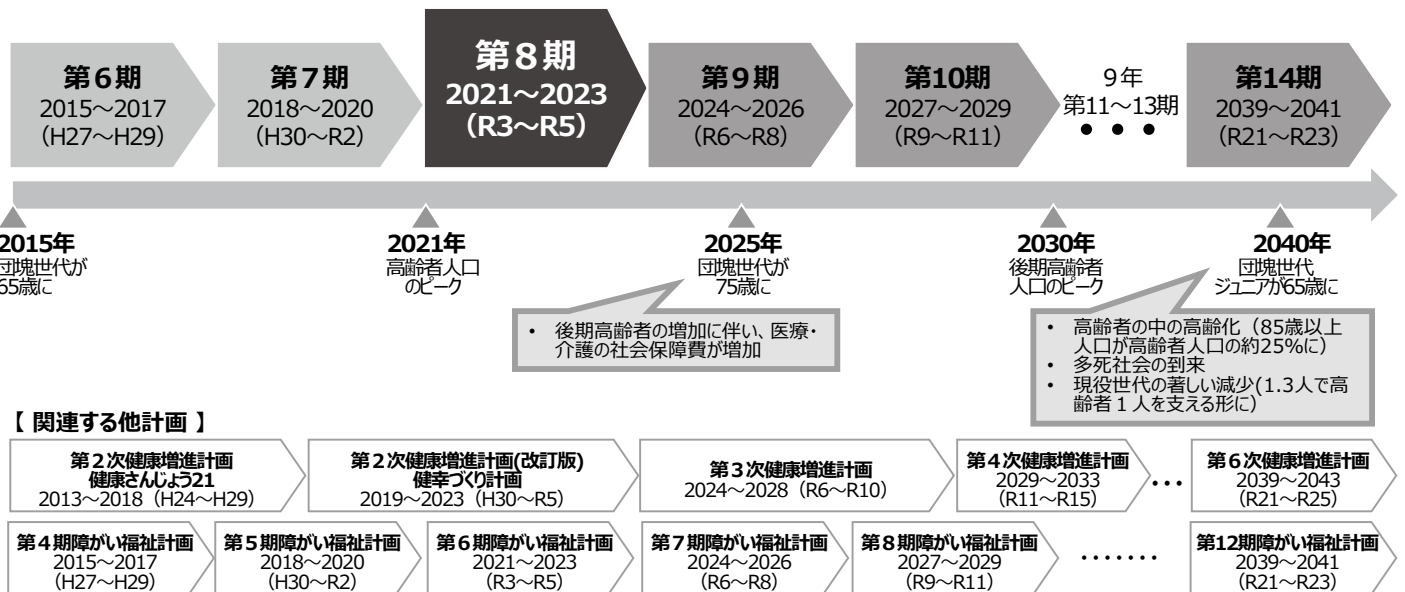 第６期
2015～2017
（H27～H29）
第７期
2018～2020
（H30～R２）
第８期
2021～2023
（R３～R５）
第９期
2024～2026
（R６～R８）
第10期
2027～2029
（R９～R11）
９年
第11～13期
● ● ●
第14期
2039～2041
（R21～R23）
2015年
団塊世代が
65歳に
2021年
高齢者人口
のピーク
2025年
団塊世代が
75歳に
2030年
後期高齢者
人口のピーク
2040年
団塊世代
ジュニアが65歳に
・ 後期高齢者の増加に伴い、医療・
介護の社会保障費が増加
・ 高齢者の中の高齢化（85歳以上
人口が高齢者人口の約25%に）
・ 多死社会の到来
・ 現役世代の著しい減少(1.3人で高
齢者１人を支える形に）
【 関連する他計画 】
第２次健康増進計画
健康さんじょう21
2013～2018（H24～H29）
第２次健康増進計画(改訂版)
健幸づくり計画
2019～2023（H30～R５）
第３次健康増進計画
2024～2028（R６～R10）
第４次健康増進計画
2029～2033
（R11～R15）
･･･
第６次健康増進計画
2039～2043
（R21～R25）
第４期障がい福祉計画
2015～2017
（H27～H29）
第５期障がい福祉計画
2018～2020
（H30～R２）
第６期障がい福祉計画
2021～2023
（R３～R５）
第７期障がい福祉計画
2024～2026
（R６～R８）
第８期障がい福祉計画
2027～2029
（R９～R11）
･･･････
第12期障がい福祉計画
2039～2041
（R21～R23）